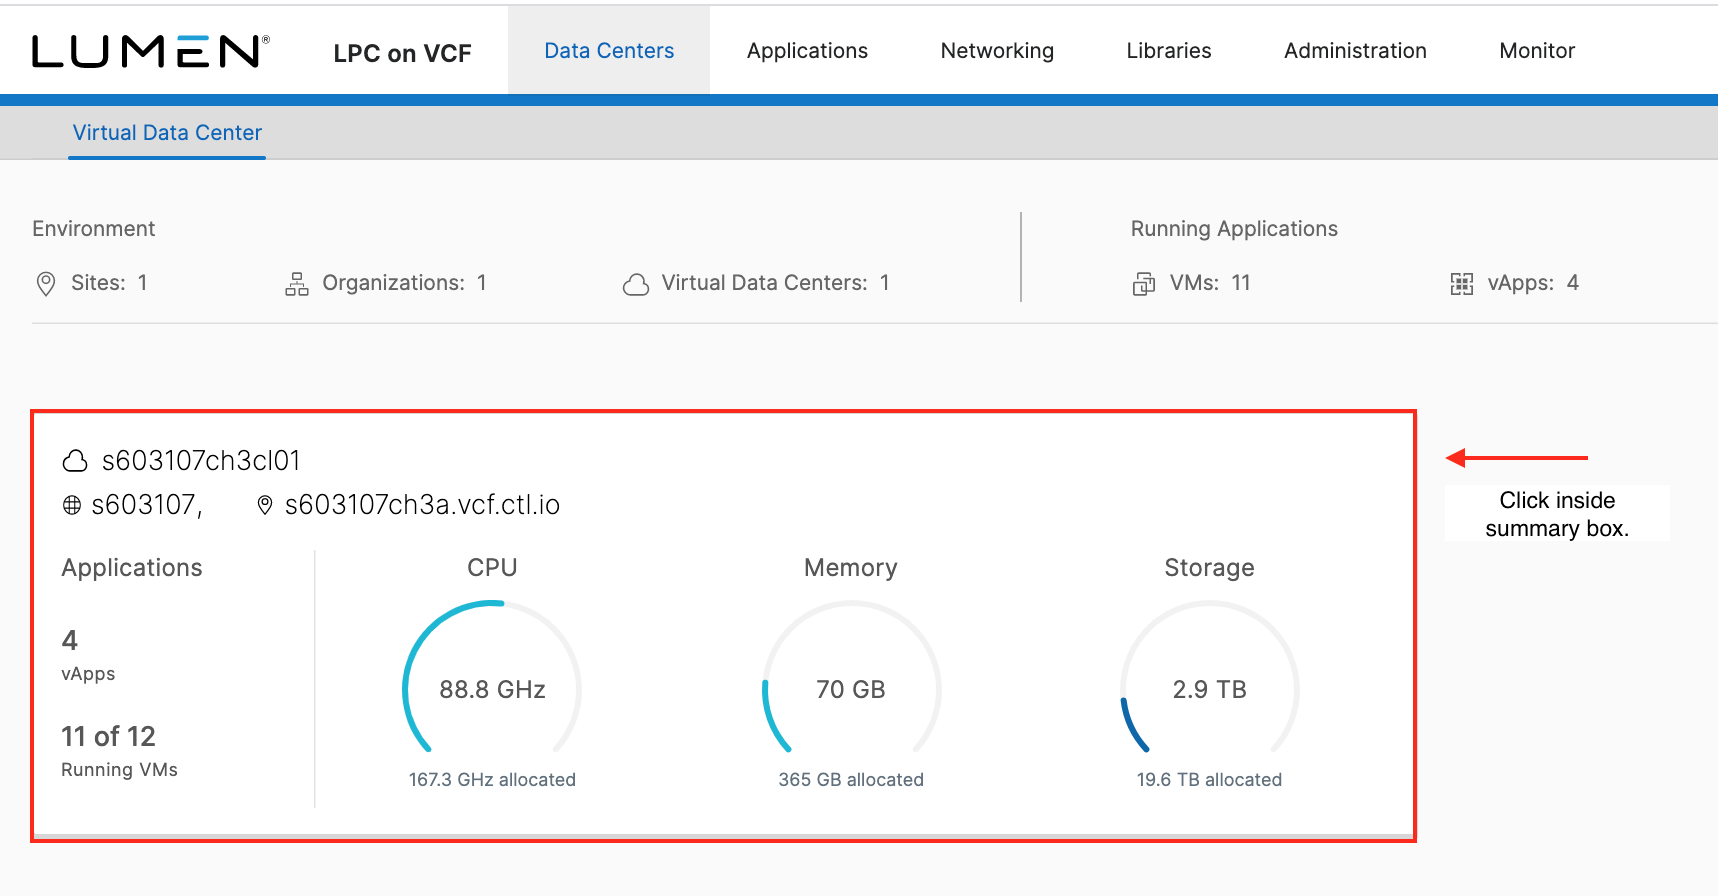 LUMEN®
LPC on VCF
Data Centers
Applications
Networking
Libraries
Administration
Monitor
Virtual Data Center
Environment
Running Applications
Sites: 1
Organizations: 1
Virtual Data Centers: 1
VMs: 11
vApps: 4
s603107ch3cl01
s603107,
s603107ch3a.vcf.ctl.io
Click inside
summary box.
Applications
CPU
Memory
Storage
4
vApps
88.8 GHz
70 GB
2.9 TB
11 of 12
Running VMs
167.3 GHz allocated
365 GB allocated
19.6 TB allocated